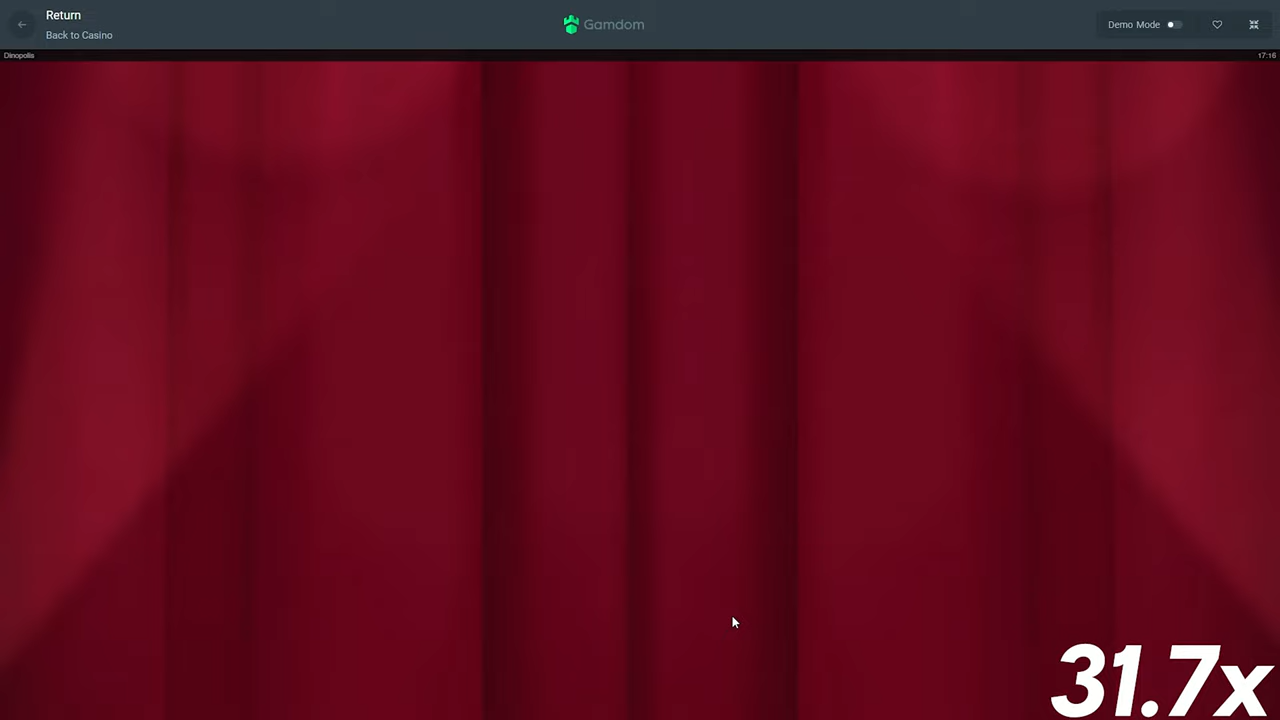 Return
Back to Casino
Gamdom
Demo Mode
Dinopolis
17:16
31.7x